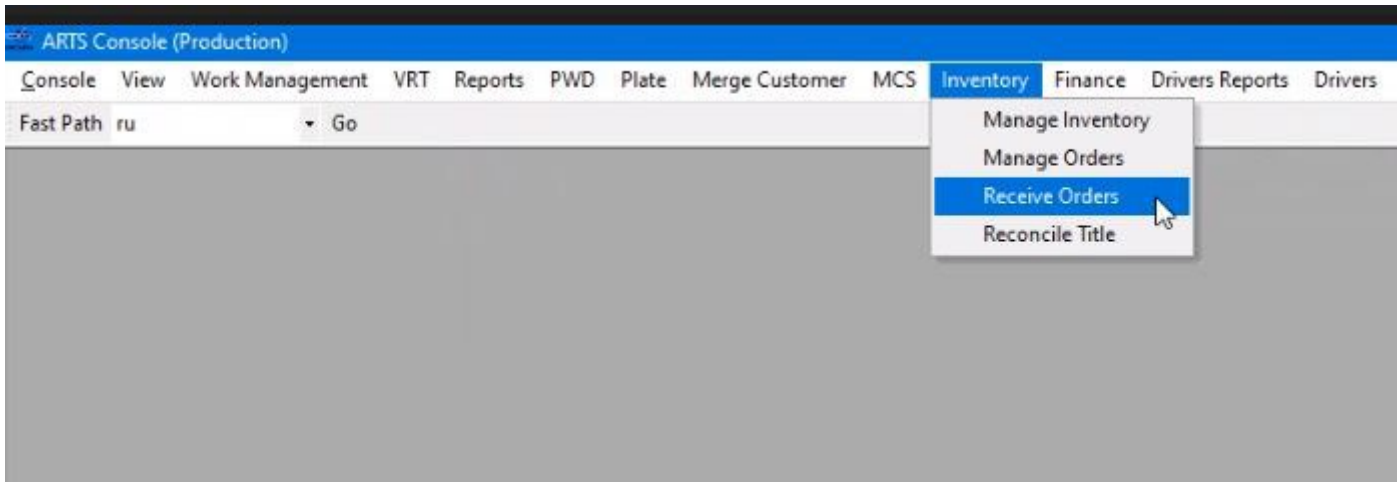 ARTS Console (Production)
Console View Work Management VRT Reports PWD Plate Merge Customer MCS Inventory Finance Drivers Reports Drivers
Fast Path ru Go
Manage Inventory
Manage Orders
Receive Orders
Reconcile Title